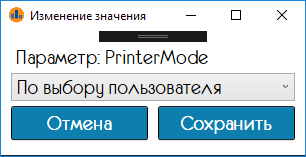 Изменение значения
Параметр: PrinterMode
По выбору пользователя
Отмена
Сохранить